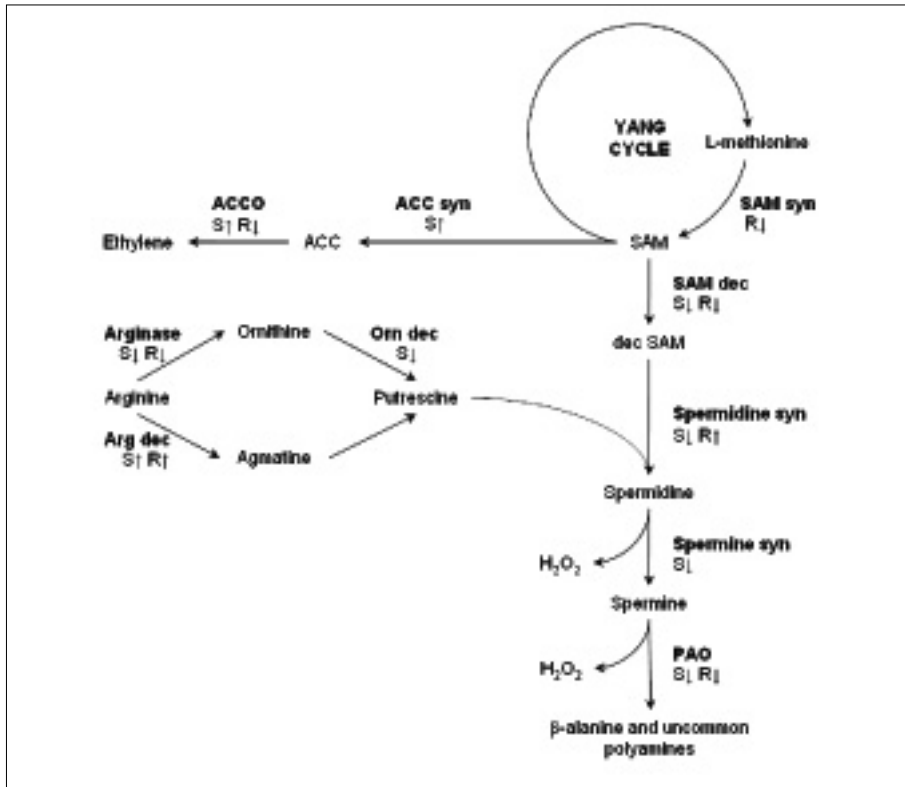 YANG
CYCLE
L-methionine
ACCO
S↑ R↓
ACC syn
S↑
SAM syn
R↓
Ethylene
ACC
SAM
SAM dec
S↓ R↓
Arginase
S↓ R↓
Ornithine
Orn dec
S↓
dec SAM
Arginine
Putrescine
Arg dec
S↑ R↑
Agmatine
Spermidine syn
S↓ R↑
Spermidine
H₂O₂
Spermine syn
S↓
Spermine
H₂O₂
PAO
S↓ R↓
β-alanine and uncommon
polyamines